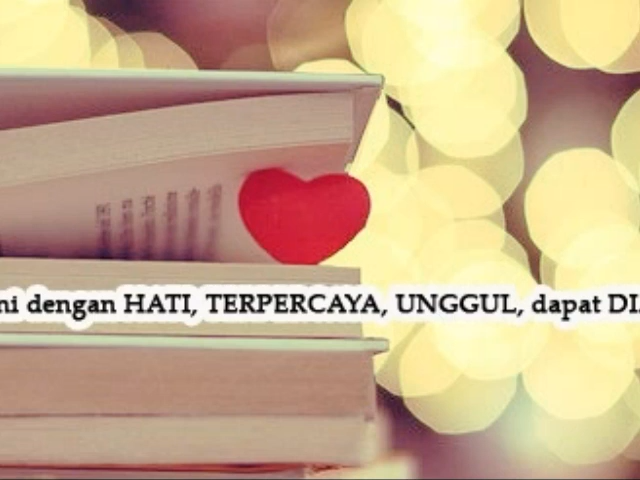 ni dengan HATI, TERPERCAYA, UNGGUL, dapat DI